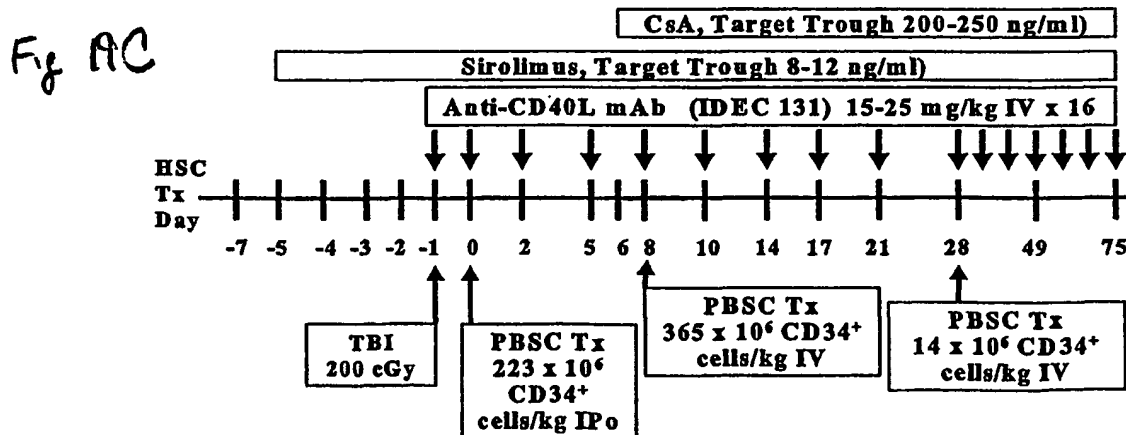 Fig AC
CsA, Target Trough 200-250 ng/ml)
Sirolimus, Target Trough 8-12 ng/ml)
Anti-CD40L mAb (IDEC 131) 15-25 mg/kg IV x 16
HSC
Tx
Day
-7 -5 -4 -3 -2 -1 0 2 5 6 8 10 14 17 21 28 49 75
TBI
200 cGy
PBSC Tx
223 x 10⁶
CD34⁺
cells/kg IPo
PBSC Tx
365 x 10⁶ CD34⁺
cells/kg IV
PBSC Tx
14 x 10⁶ CD34⁺
cells/kg IV